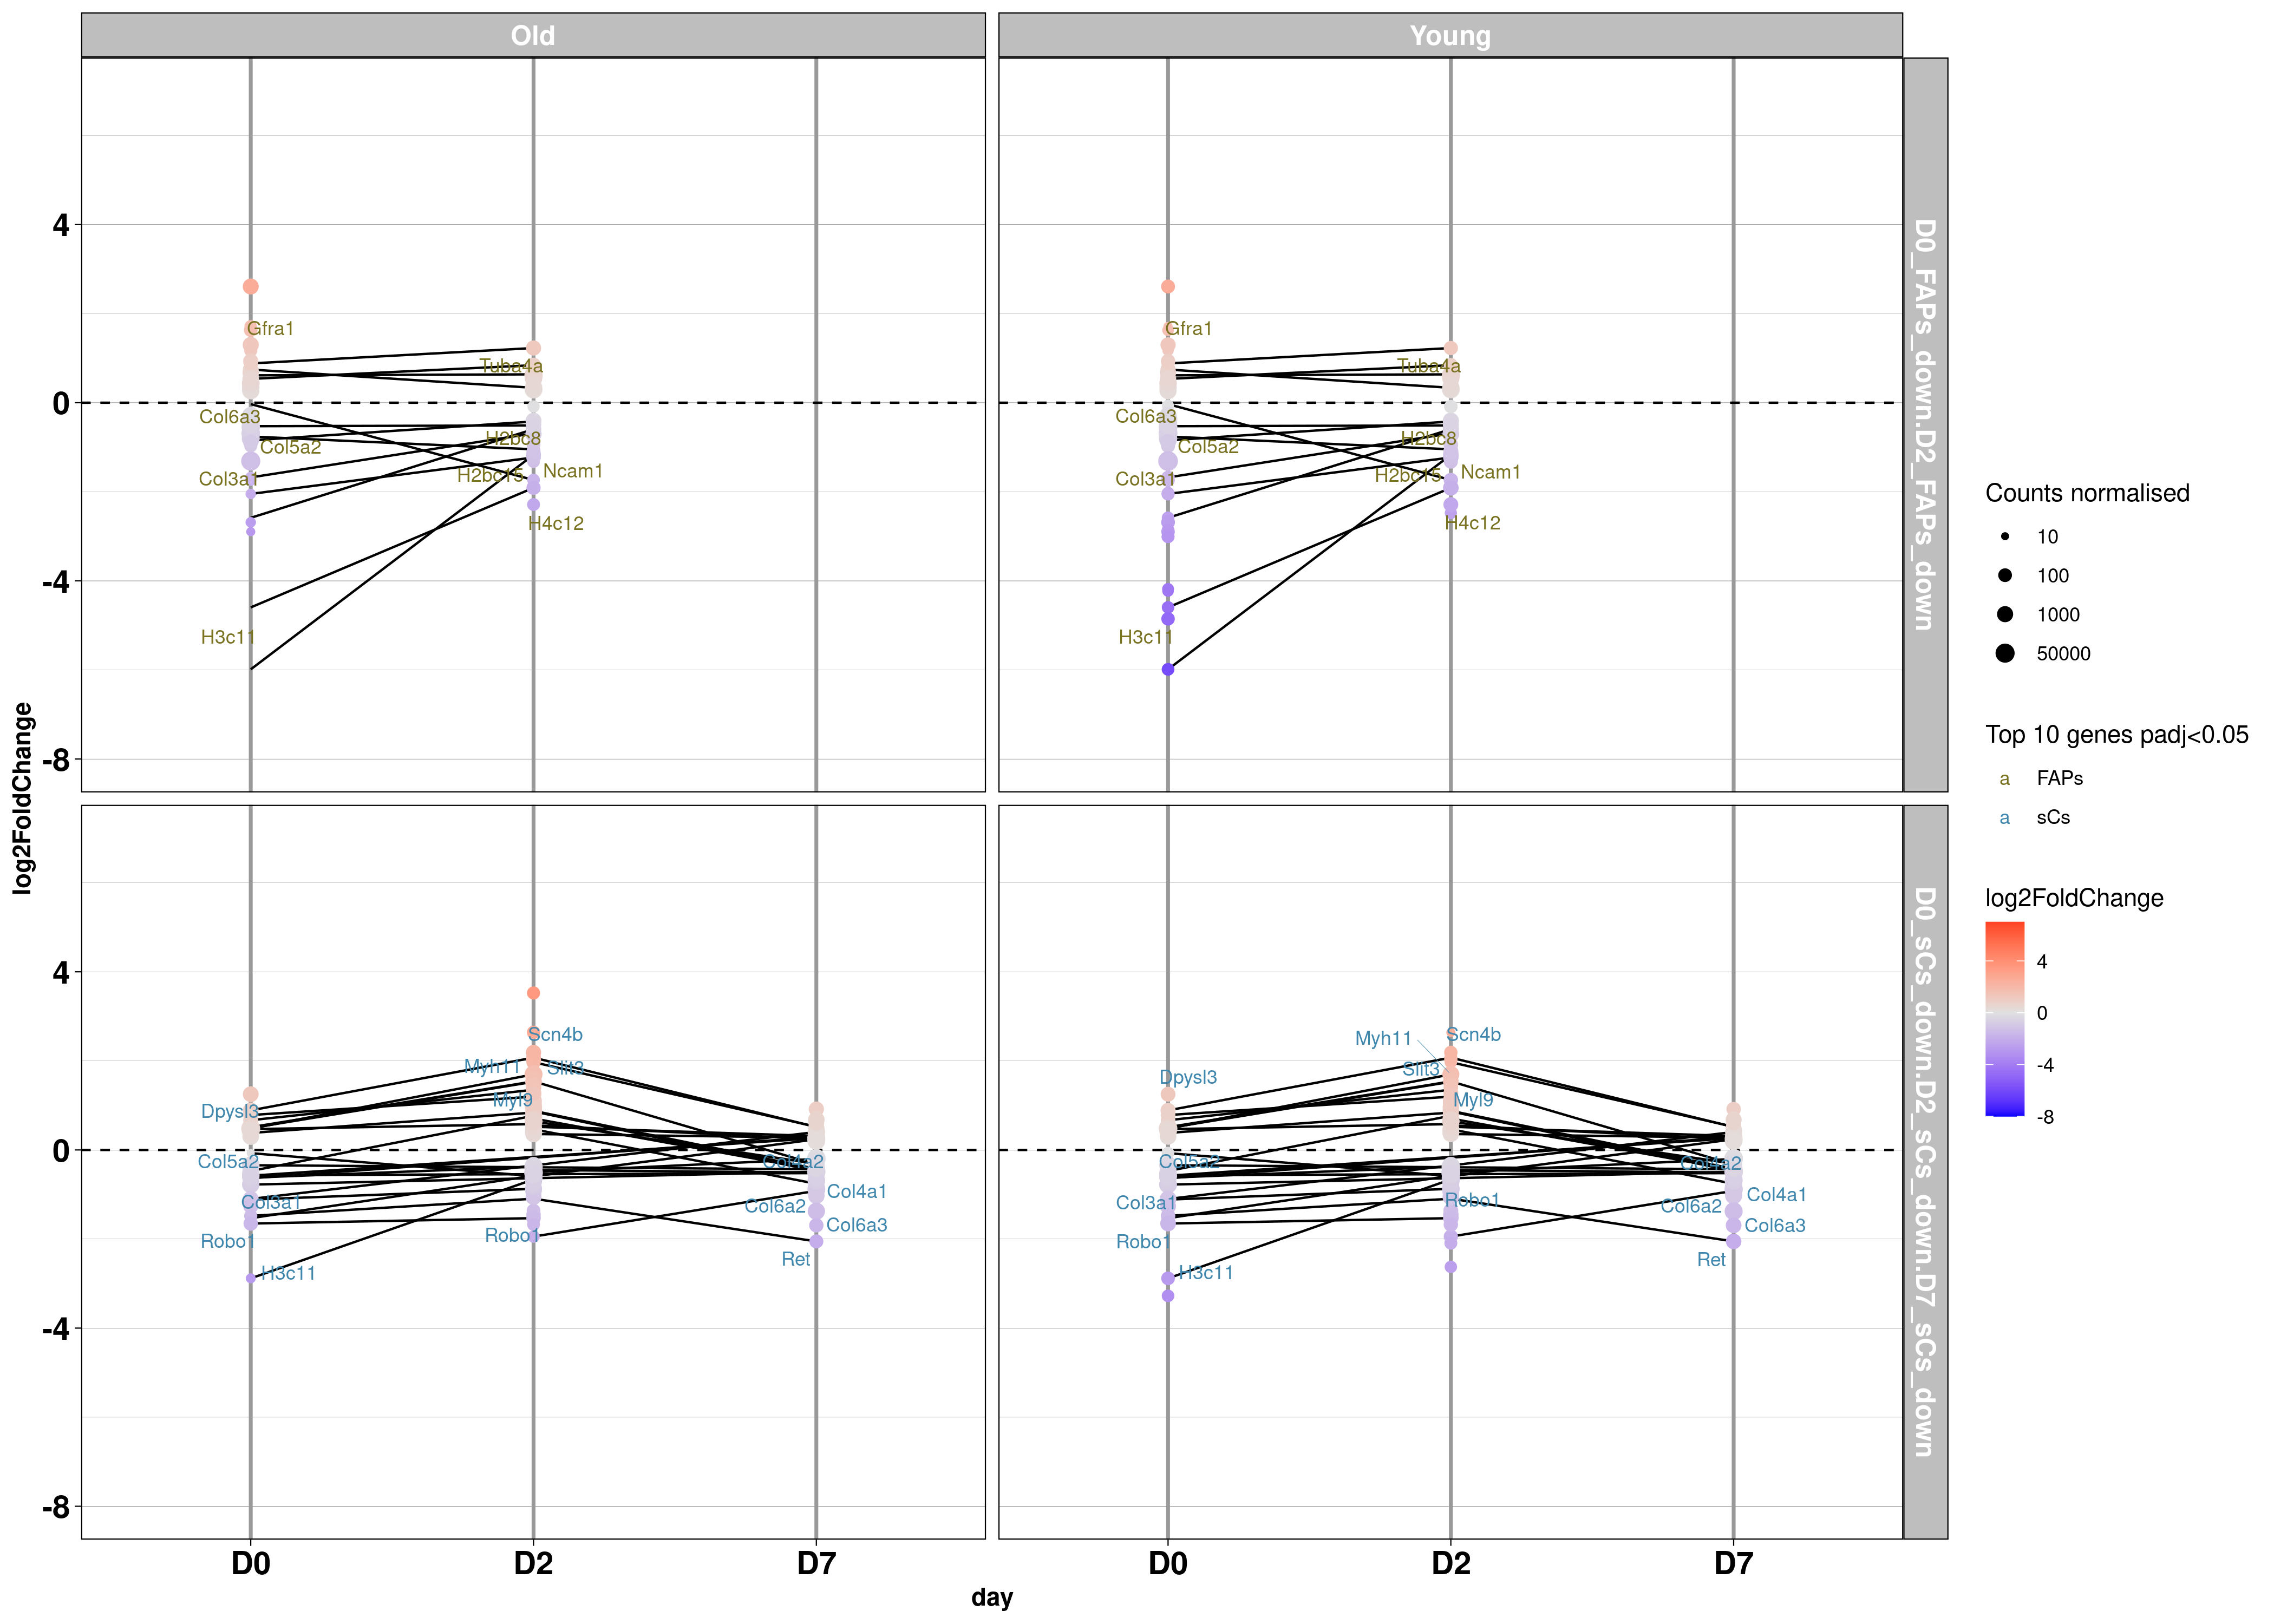 Old
Young
4
0
-4
-8
Gfra1
Tuba4a
Col6a3
H2bc8
Col5a2
Col3a1
H2bc15
Ncam1
H4c12
H3c11
Gfra1
Tuba4a
Col6a3
H2bc8
Col5a2
Col3a1
H2bc15
Ncam1
H4c12
H3c11
D0_FAPs_down.D2_FAPs_down
log2FoldChange
4
0
-4
-8
Scn4b
Myh11
Slit3
Dpysl3
Myl9
Col5a2
Col4a2
Col3a1
Col4a1
Col6a2
Robo1
Robo1
Col6a3
Ret
H3c11
Scn4b
Myh11
Slit3
Dpysl3
Myl9
Col5a2
Col4a2
Col3a1
Robo1
Col4a1
Col6a2
Robo1
Col6a3
Ret
H3c11
D0_sCs_down.D2_sCs_down.D7_sCs_down
D0
D2
D7
D0
D2
D7
day
Counts normalised
10
100
1000
50000
Top 10 genes padj<0.05
a FAPs
a sCs
log2FoldChange
4
0
-4
-8